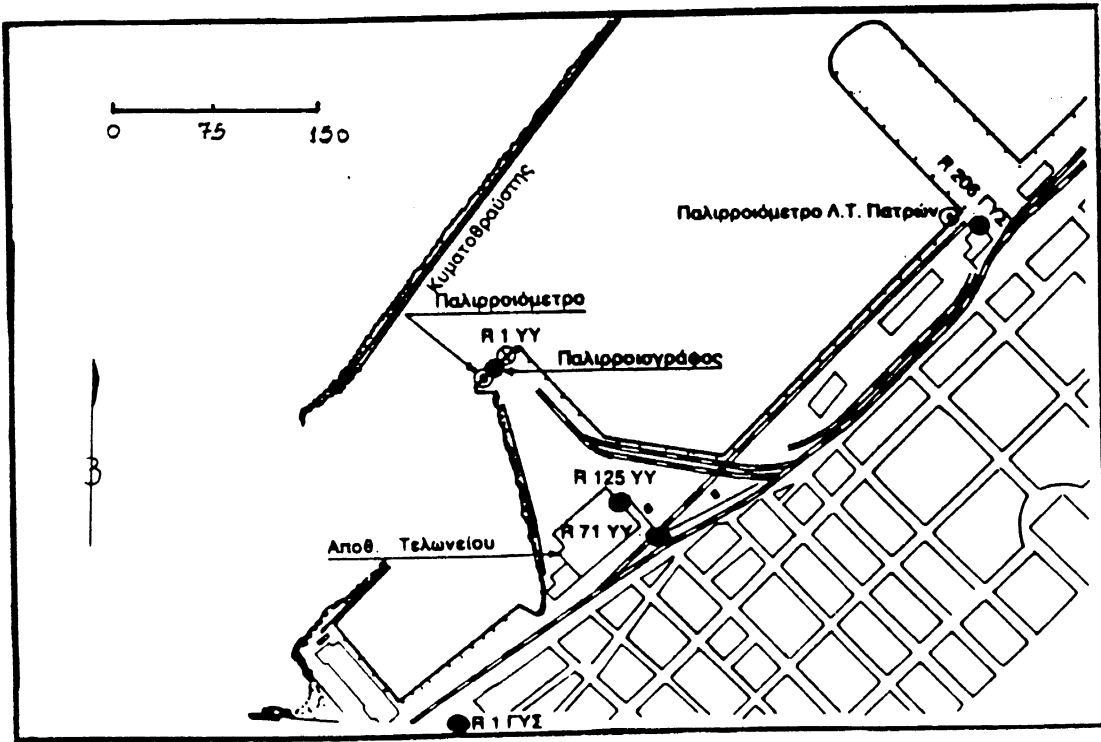 0 75 150
Κυματοθραύστης
R 206 ΓΥΣ
Παλιρροιόμετρο Λ.Τ. Πατρών
Παλιρροιόμετρο
R 1 ΥΥ
Παλιρροιογράφος
Β
R 125 ΥΥ
R 71 ΥΥ
Αποθ. Τελωνείου
R 1 ΓΥΣ